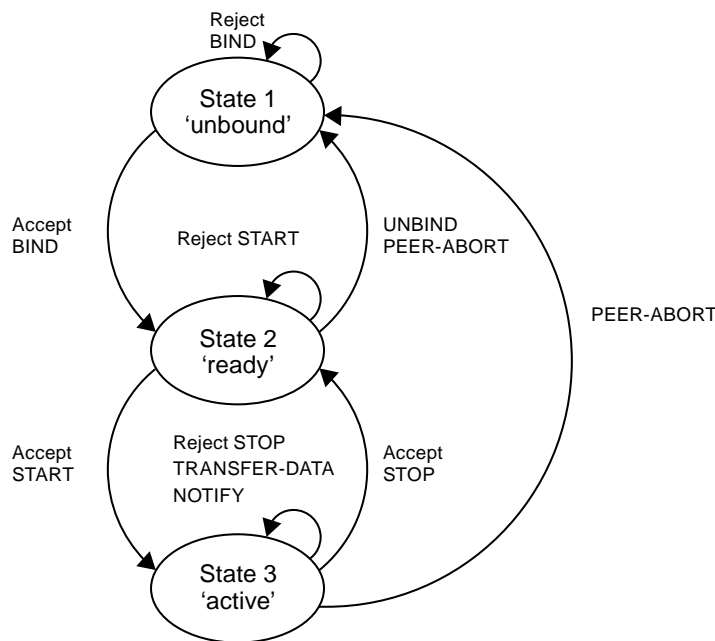 Reject
BIND
State 1
‘unbound’
Accept
BIND
Reject START
UNBIND
PEER-ABORT
PEER-ABORT
State 2
‘ready’
Accept
START
Reject STOP
TRANSFER-DATA
NOTIFY
Accept
STOP
State 3
‘active’